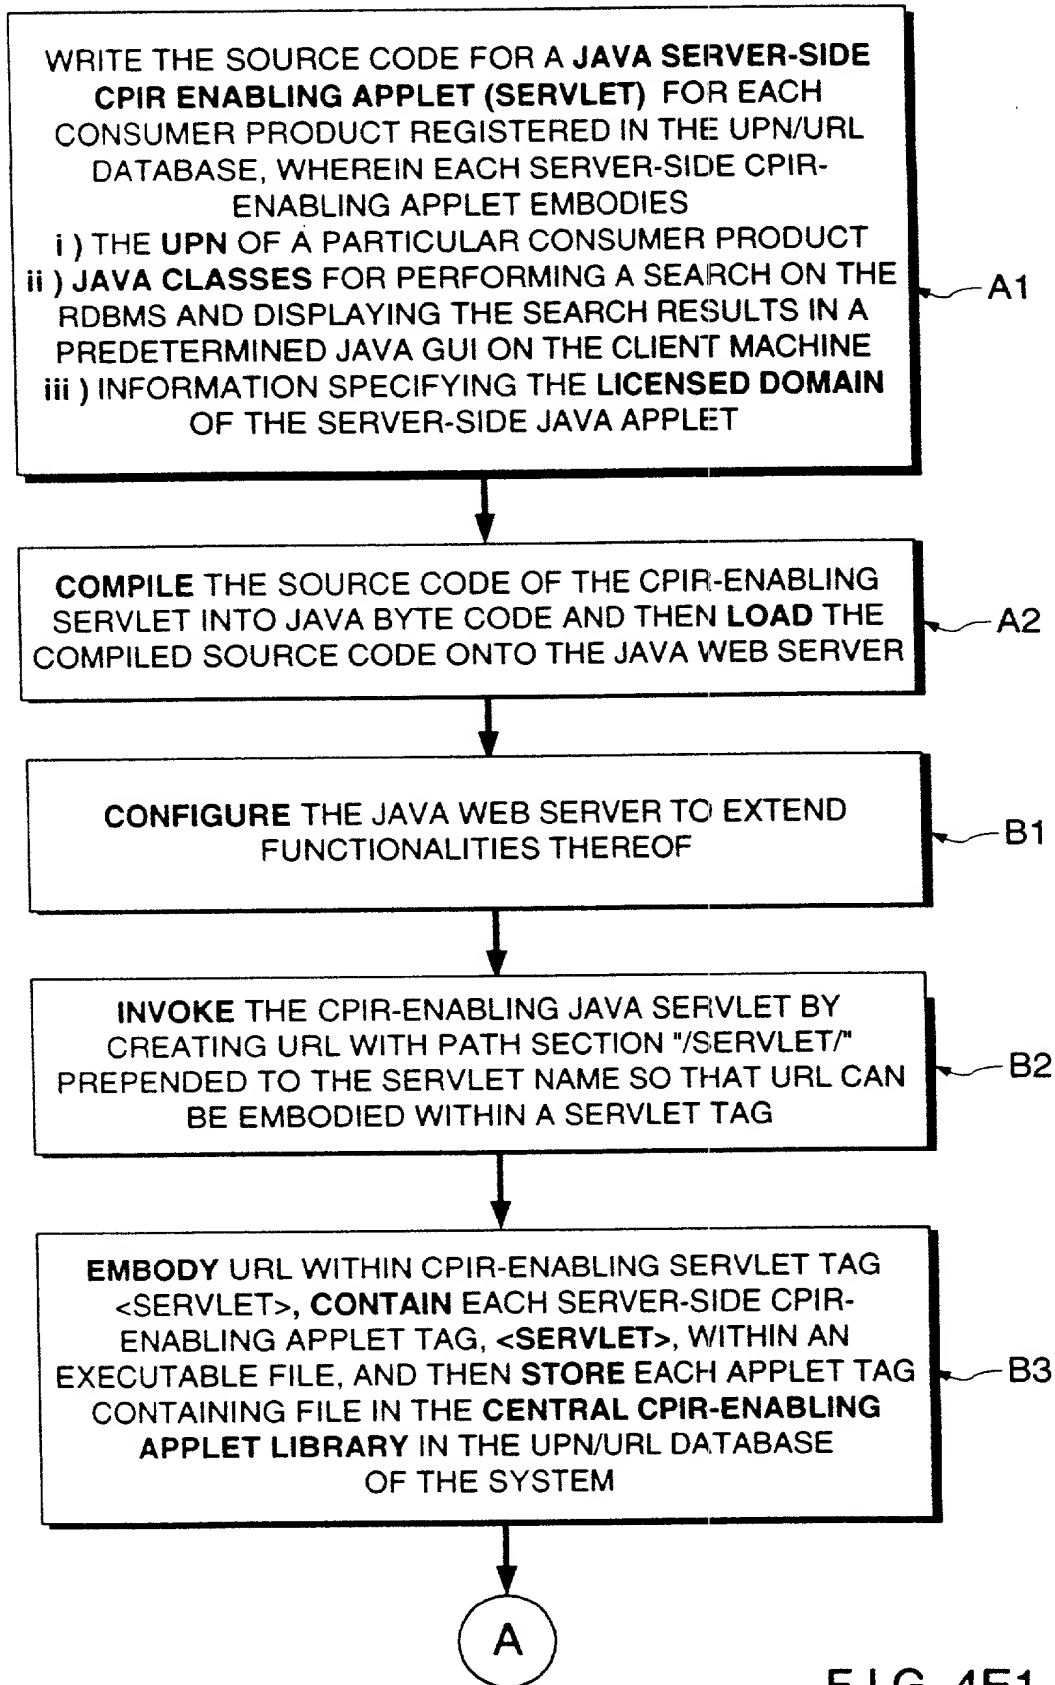 WRITE THE SOURCE CODE FOR A JAVA SERVER-SIDE
CPIR ENABLING APPLET (SERVLET) FOR EACH
CONSUMER PRODUCT REGISTERED IN THE UPN/URL
DATABASE, WHEREIN EACH SERVER-SIDE CPIR-
ENABLING APPLET EMBODIES
i ) THE UPN OF A PARTICULAR CONSUMER PRODUCT
ii ) JAVA CLASSES FOR PERFORMING A SEARCH ON THE
RDBMS AND DISPLAYING THE SEARCH RESULTS IN A
PREDETERMINED JAVA GUI ON THE CLIENT MACHINE
iii ) INFORMATION SPECIFYING THE LICENSED DOMAIN
OF THE SERVER-SIDE JAVA APPLET
A1
COMPILE THE SOURCE CODE OF THE CPIR-ENABLING
SERVLET INTO JAVA BYTE CODE AND THEN LOAD THE
COMPILED SOURCE CODE ONTO THE JAVA WEB SERVER
A2
CONFIGURE THE JAVA WEB SERVER TO EXTEND
FUNCTIONALITIES THEREOF
B1
INVOKE THE CPIR-ENABLING JAVA SERVLET BY
CREATING URL WITH PATH SECTION "/SERVLET/"
PREPENDED TO THE SERVLET NAME SO THAT URL CAN
BE EMBODIED WITHIN A SERVLET TAG
B2
EMBODY URL WITHIN CPIR-ENABLING SERVLET TAG
<SERVLET>, CONTAIN EACH SERVER-SIDE CPIR-
ENABLING APPLET TAG, <SERVLET>, WITHIN AN
EXECUTABLE FILE, AND THEN STORE EACH APPLET TAG
CONTAINING FILE IN THE CENTRAL CPIR-ENABLING
APPLET LIBRARY IN THE UPN/URL DATABASE
OF THE SYSTEM
B3
A
FIG. 4E1